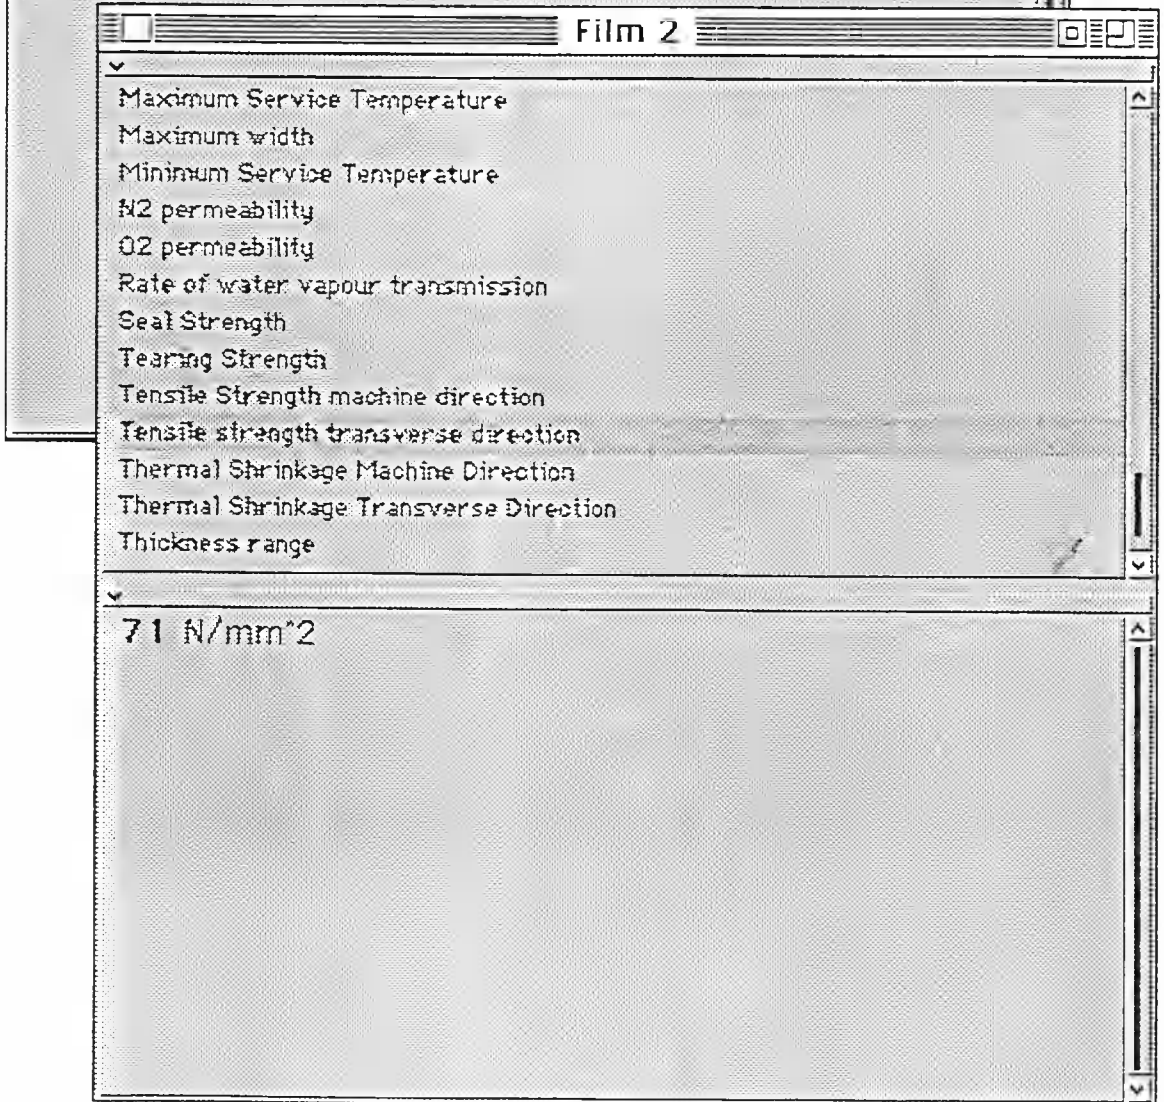 Film 2
Maximum Service Temperature
Maximum width
Minimum Service Temperature
N2 permeability
O2 permeability
Rate of water vapour transmission
Seal Strength
Tearing Strength
Tensile Strength machine direction
Tensile strength transverse direction
Thermal Shrinkage Machine Direction
Thermal Shrinkage Transverse Direction
Thickness range
71 N/mm^2